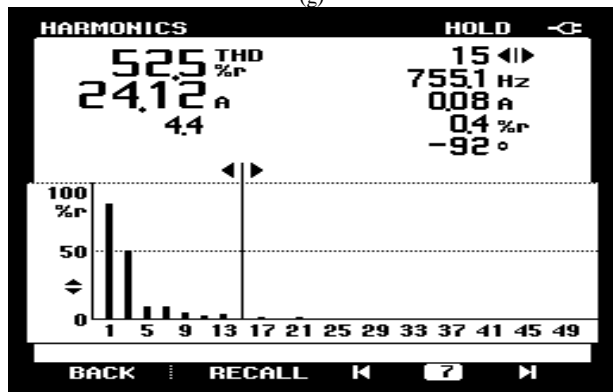 (g)
HARMONICS HOLD
52.5 THD %r
24.12 A
4.4
15
755.1 Hz
0.08 A
0.4 %r
-92 °
100
%r
50
0
1 5 9 13 17 21 25 29 33 37 41 45 49
BACK RECALL 7